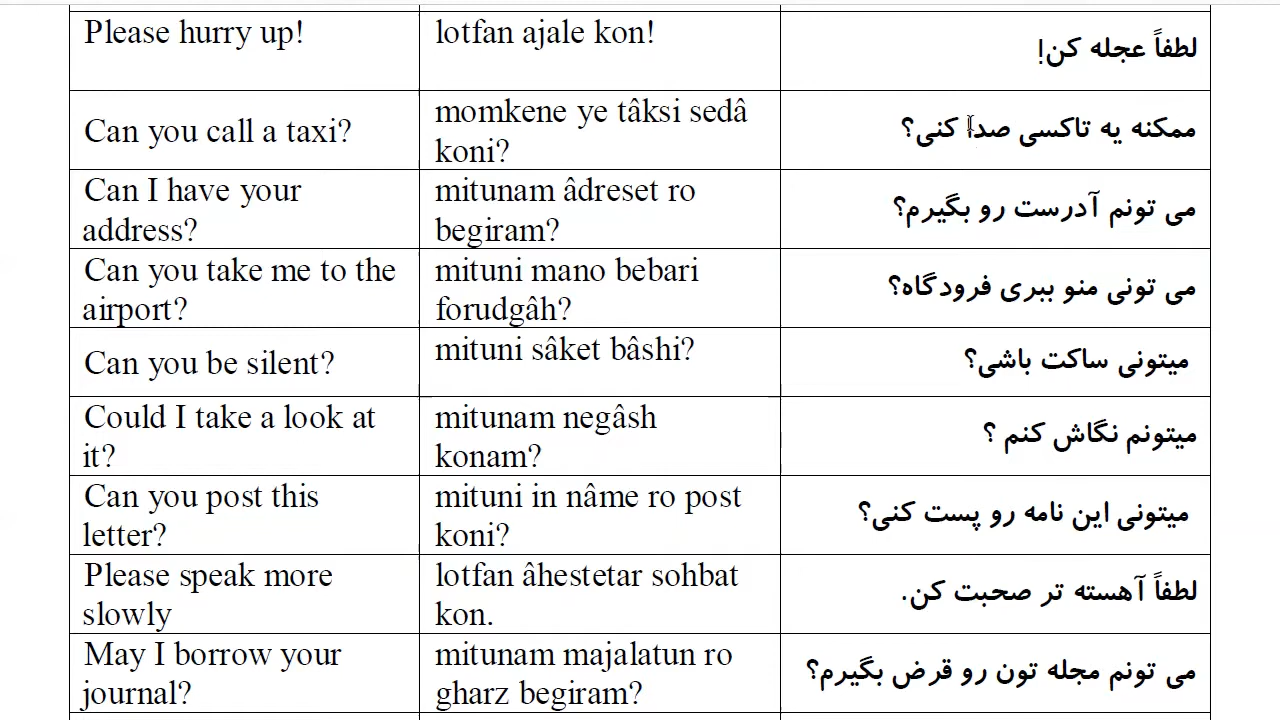 Please hurry up!
lotfan ajale kon!
لطفاً عجله کن!
Can you call a taxi?
momkene ye tâksi sedâ
koni?
ممکنه یه تاکسی صدا کنی؟
Can I have your
address?
mitunam âdreset ro
begiram?
می تونم آدرست رو بگیرم؟
Can you take me to the
airport?
mituni mano bebari
forudgâh?
می تونی منو ببری فرودگاه؟
Can you be silent?
mituni sâket bâshi?
میتونی ساکت باشی؟
Could I take a look at
it?
mitunam negâsh
konam?
میتونم نگاش کنم ؟
Can you post this
letter?
mituni in nâme ro post
koni?
میتونی این نامه رو پست کنی؟
Please speak more
slowly
lotfan âhestetar sohbat
kon.
لطفاً آهسته تر صحبت کن.
May I borrow your
journal?
mitunam majalatun ro
gharz begiram?
می تونم مجله تون رو قرض بگیرم؟